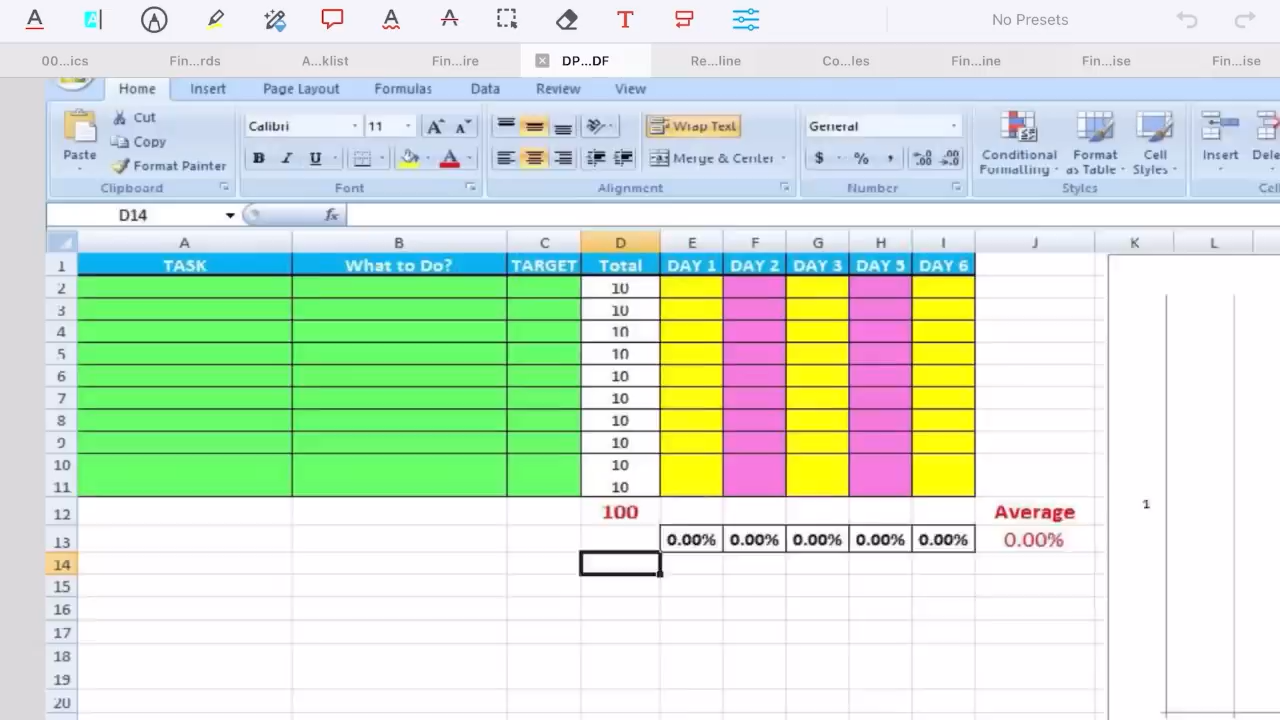 A A A A T No Presets
00...ics Fin...rds A...klist Fin...ire DP...DF Re...line Co...les Fin...ine Fin...ise Fin...ise
Home Insert Page Layout Formulas Data Review View
Paste Cut Copy Format Painter Clipboard
Calibri 11 A A B I U A Font
Wrap Text Merge & Center Alignment
General $ % , .00 .00 Number
Conditional Formatting Format as Table Cell Styles Styles
Insert Dele Cell
D14 fx
A B C D E F G H I J K L
1 TASK What to Do? TARGET Total DAY 1 DAY 2 DAY 3 DAY 5 DAY 6
2 10
3 10
4 10
5 10
6 10
7 10
8 10
9 10
10 10
11 10
12 100 Average 1
13 0.00% 0.00% 0.00% 0.00% 0.00% 0.00%
14
15
16
17
18
19
20